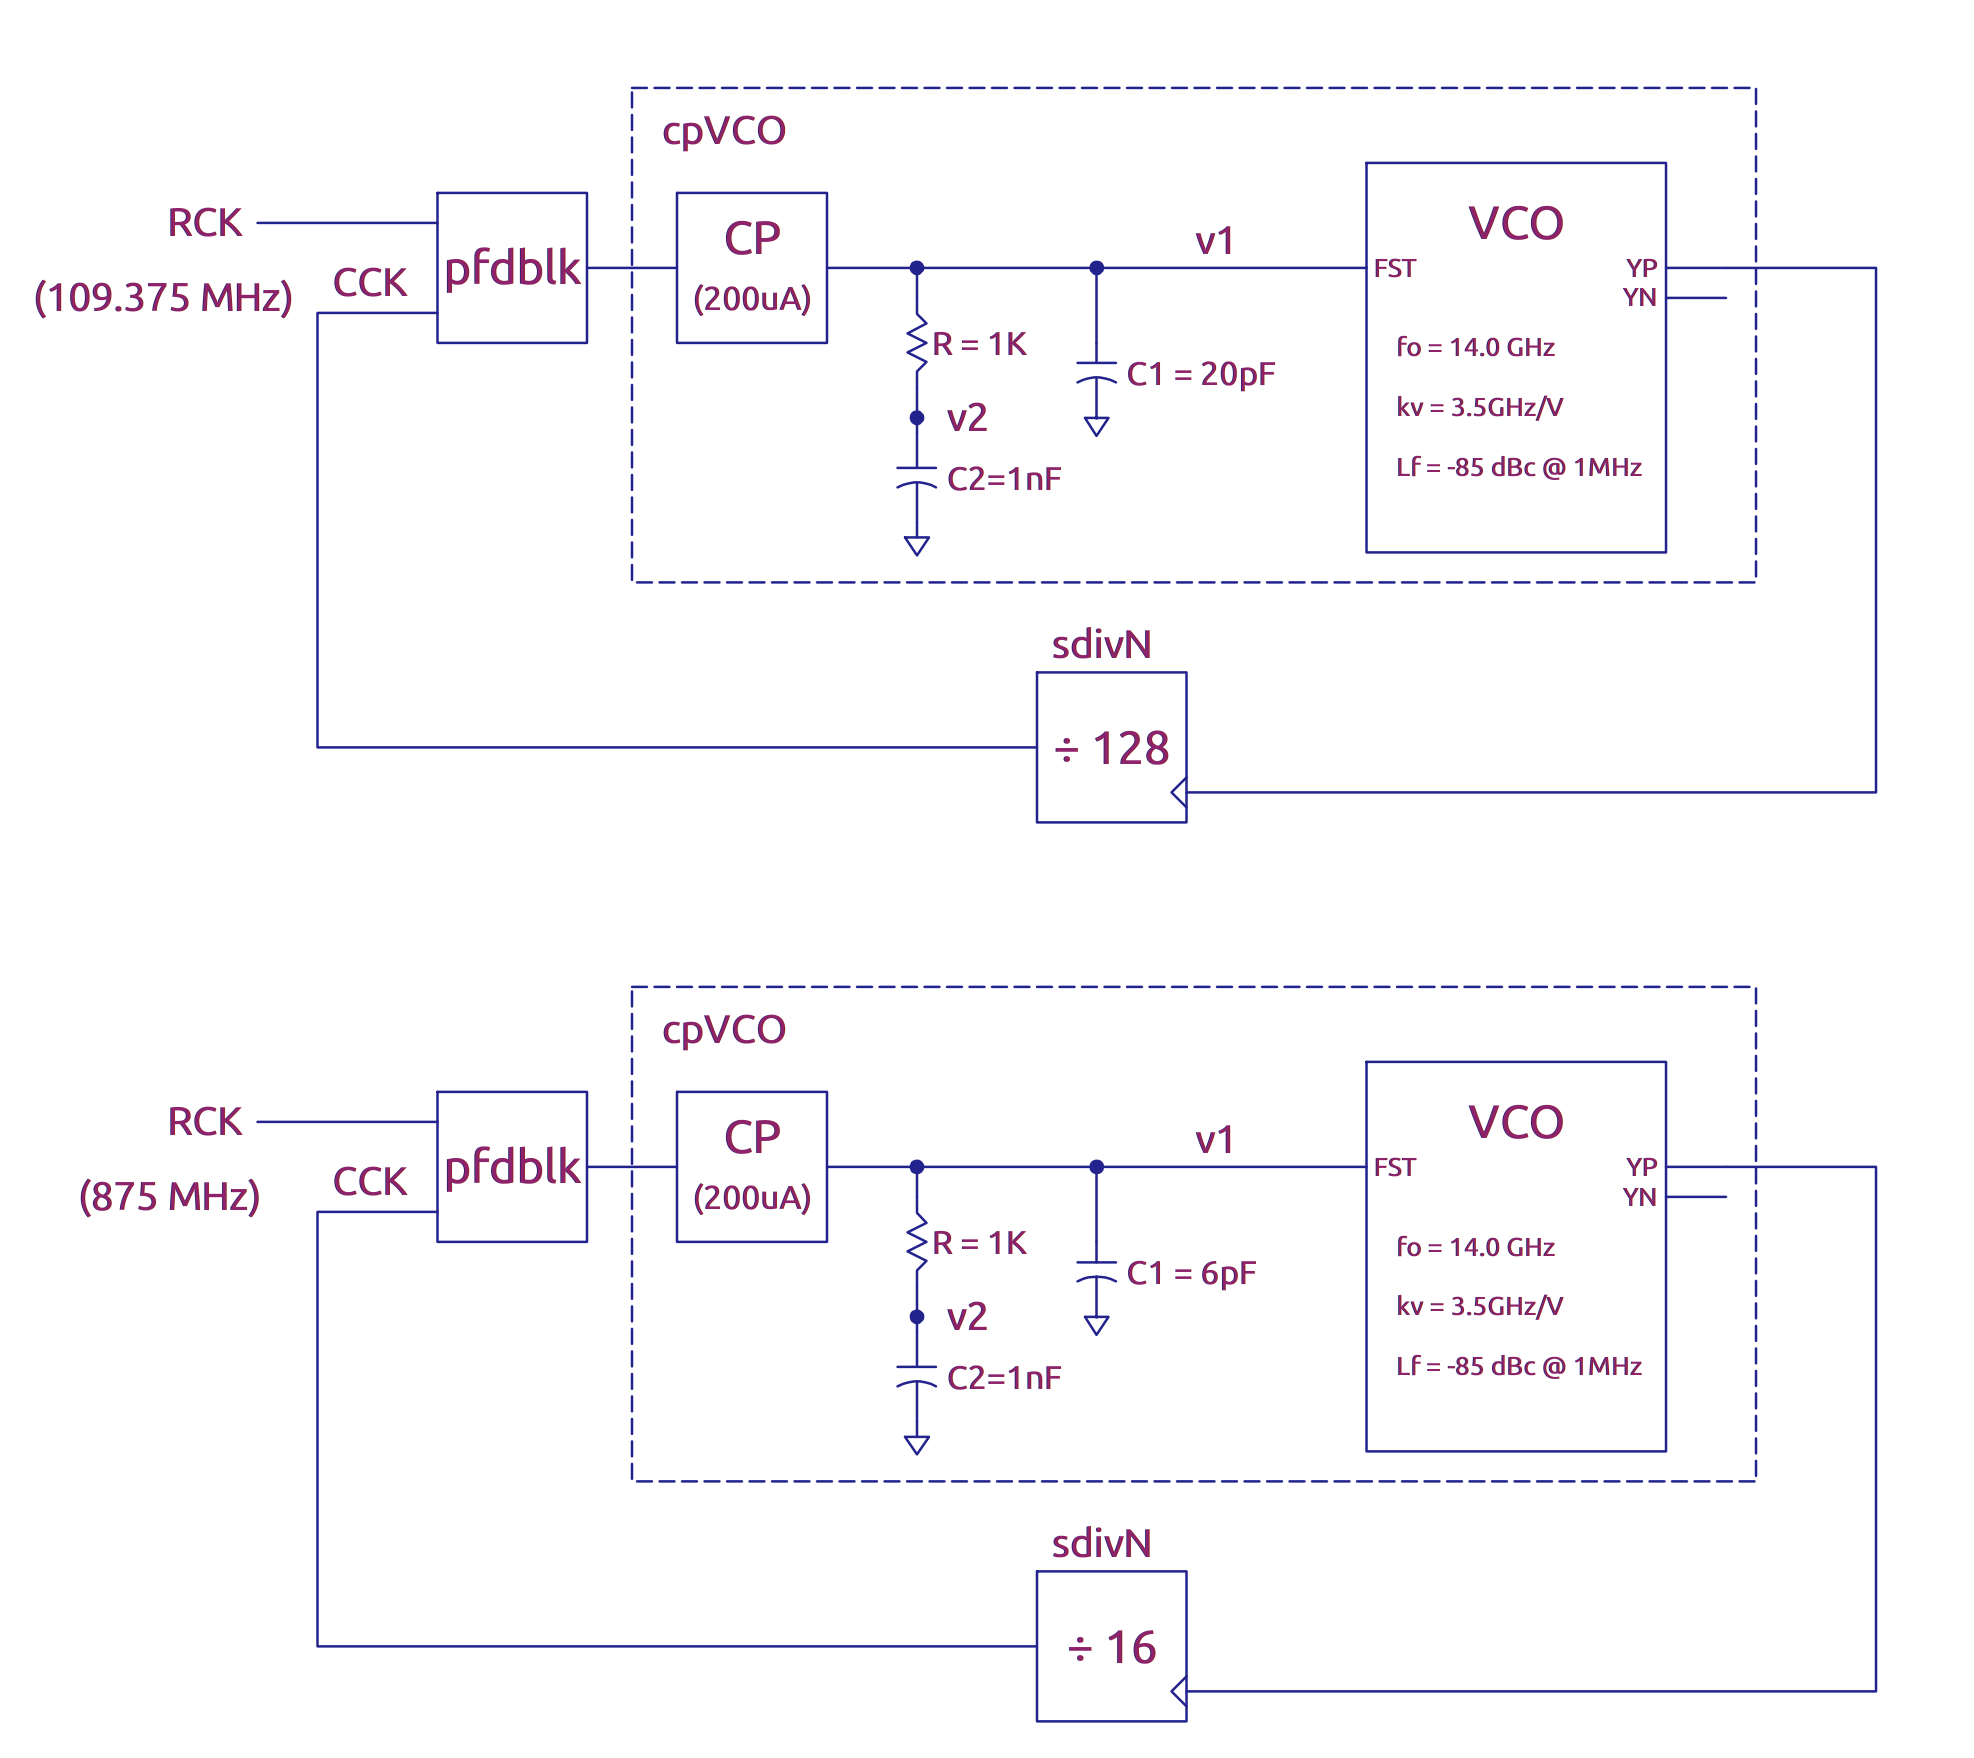 cpVCO
RCK
(109.375 MHz)
CCK
pfdblk
CP
(200uA)
v1
R = 1K
v2
C2=1nF
C1 = 20pF
VCO
FST
YP
YN
fo = 14.0 GHz
kv = 3.5GHz/V
Lf = -85 dBc @ 1MHz
sdivN
÷ 128
cpVCO
RCK
(875 MHz)
CCK
pfdblk
CP
(200uA)
v1
R = 1K
v2
C2=1nF
C1 = 6pF
VCO
FST
YP
YN
fo = 14.0 GHz
kv = 3.5GHz/V
Lf = -85 dBc @ 1MHz
sdivN
÷ 16